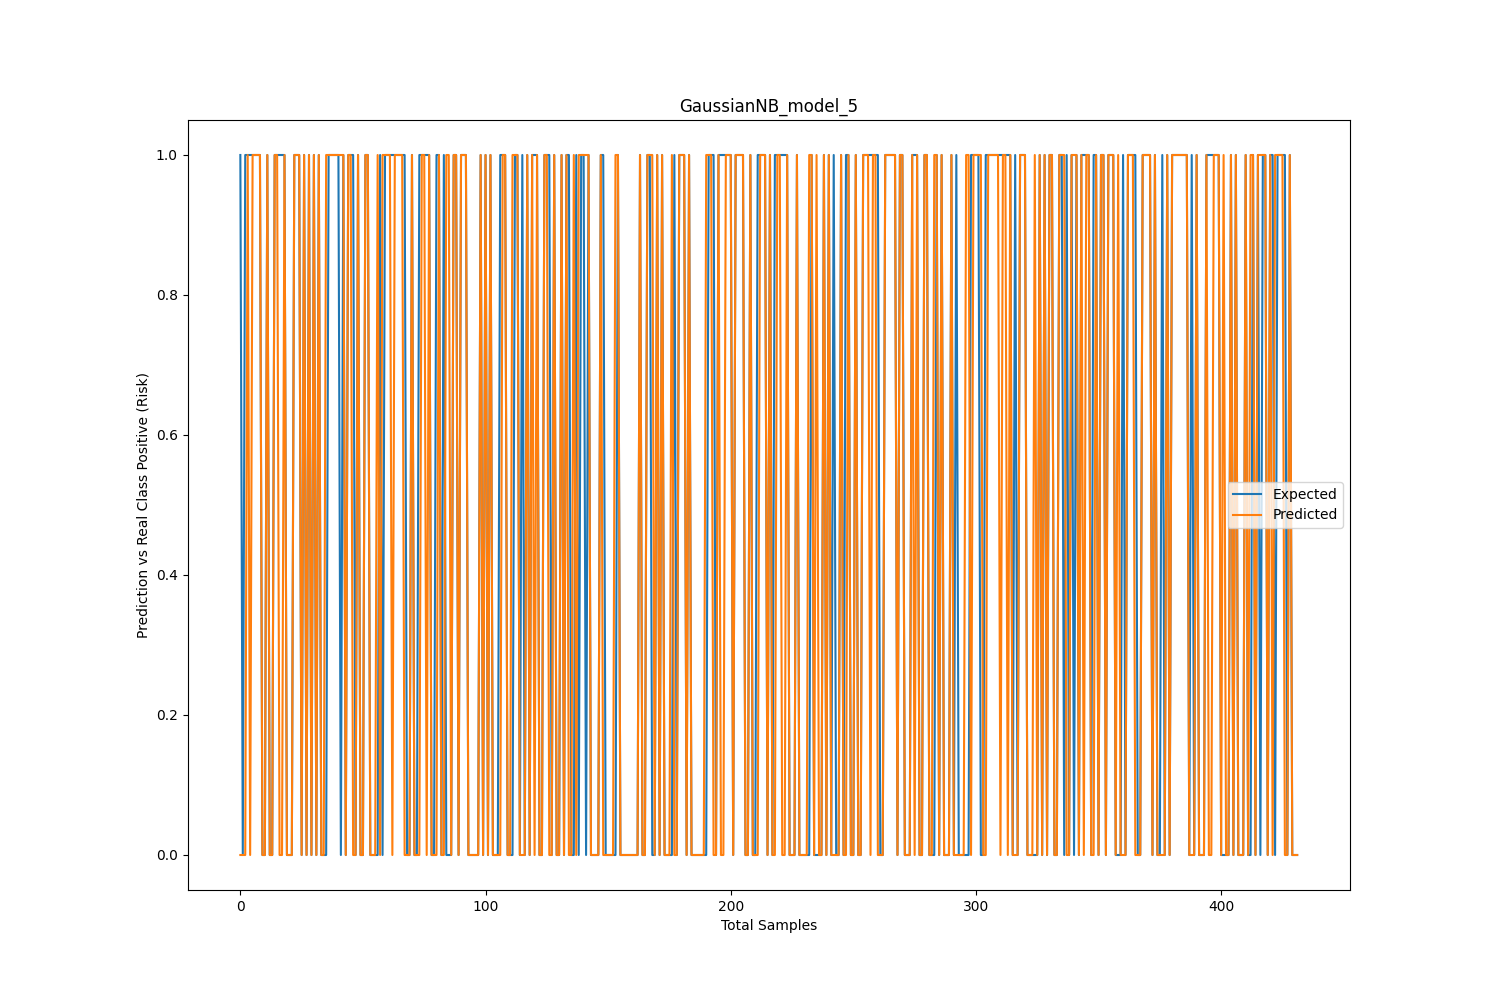 GaussianNB_model_5
1.0
0.8
0.6
0.4
0.2
0.0
Prediction vs Real Class Positive (Risk)
Expected
Predicted
0
100
200
300
400
Total Samples